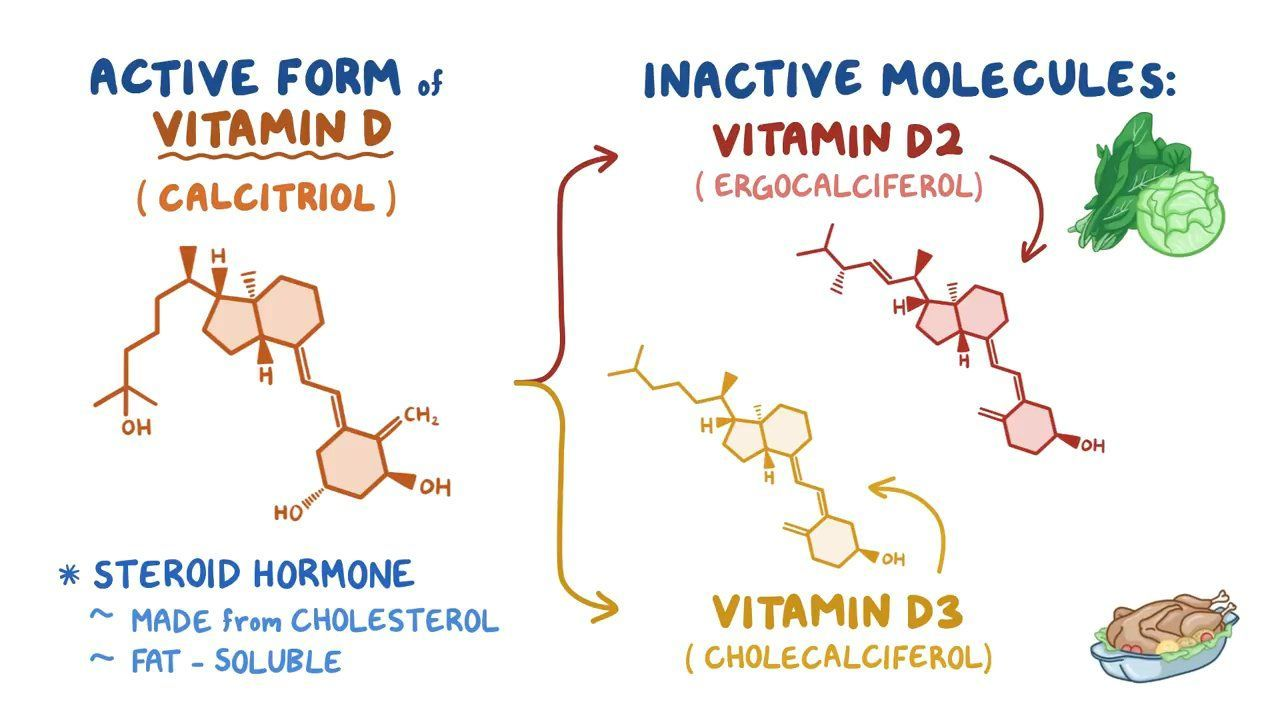 ACTIVE FORM of
VITAMIN D
( CALCITRIOL )
H
H
OH
CH₂
OH
HO
* STEROID HORMONE
~ MADE from CHOLESTEROL
~ FAT - SOLUBLE
INACTIVE MOLECULES:
VITAMIN D2
( ERGOCALCIFEROL)
H
H
OH
H
H
OH
VITAMIN D3
( CHOLECALCIFEROL)